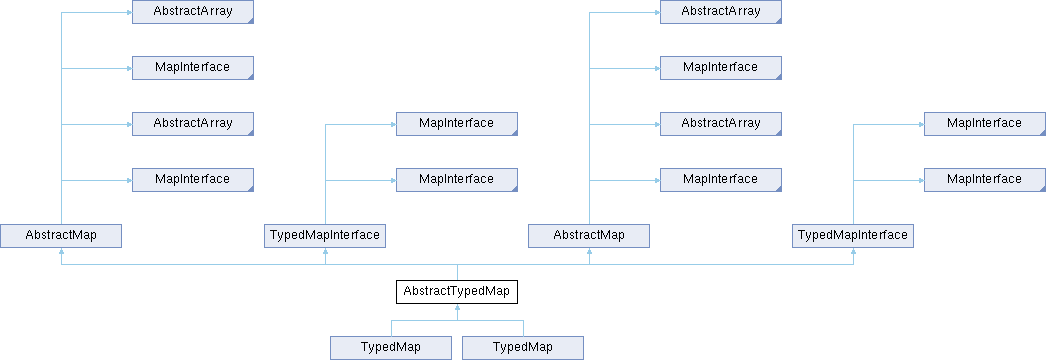 AbstractArray
AbstractArray
MapInterface
MapInterface
AbstractArray
MapInterface
AbstractArray
MapInterface
MapInterface
MapInterface
MapInterface
MapInterface
AbstractMap
TypedMapInterface
AbstractMap
TypedMapInterface
AbstractTypedMap
TypedMap
TypedMap